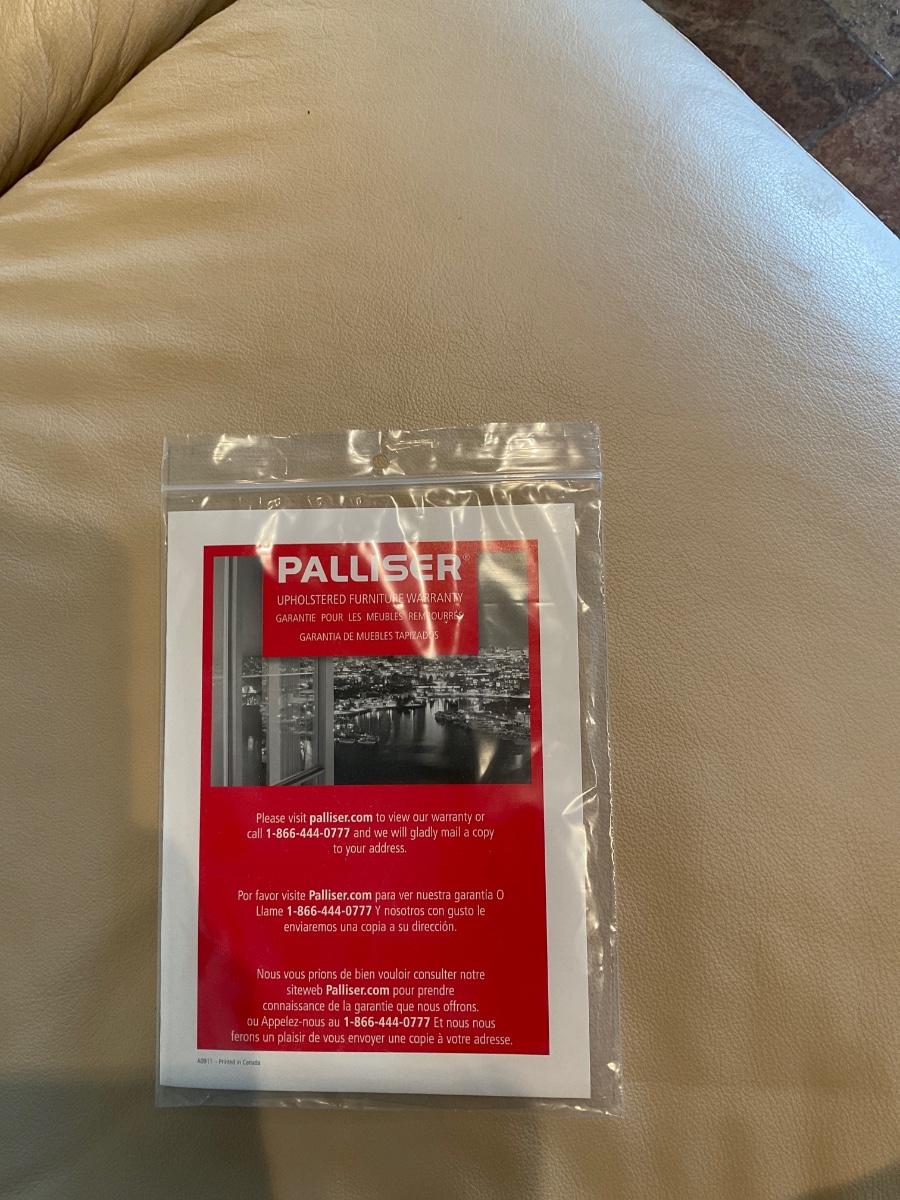 PALLISER®
UPHOLSTERED FURNITURE WARRANTY
GARANTIE POUR LES MEUBLES REMBOURRÉS
GARANTIA DE MUEBLES TAPIZADOS
Please visit palliser.com to view our warranty or
call 1-866-444-0777 and we will gladly mail a copy
to your address.
Por favor visite Palliser.com para ver nuestra garantía O
Llame 1-866-444-0777 Y nosotros con gusto le
enviaremos una copia a su dirección.
Nous vous prions de bien vouloir consulter notre
siteweb Palliser.com pour prendre
connaissance de la garantie que nous offrons.
ou Appelez-nous au 1-866-444-0777 Et nous nous
ferons un plaisir de vous envoyer une copie à votre adresse.
- Printed in Canada